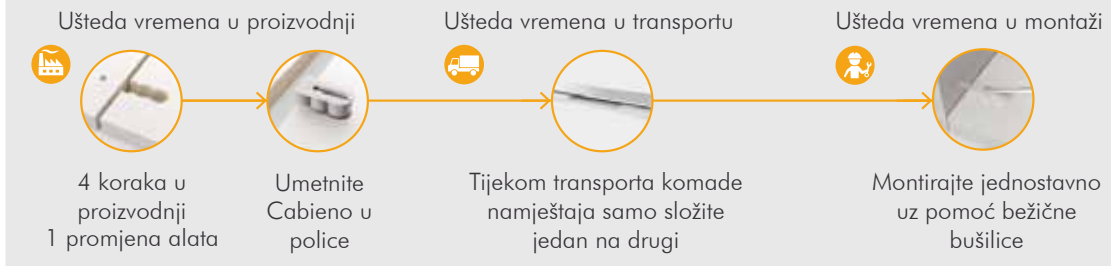 Ušteda vremena u proizvodnji
Ušteda vremena u transportu
Ušteda vremena u montaži
4 koraka u
proizvodnji
1 promjena alata
Umetnite
Cabieno u
police
Tijekom transporta komade
namještaja samo složite
jedan na drugi
Montirajte jednostavno
uz pomoć bežične
bušilice